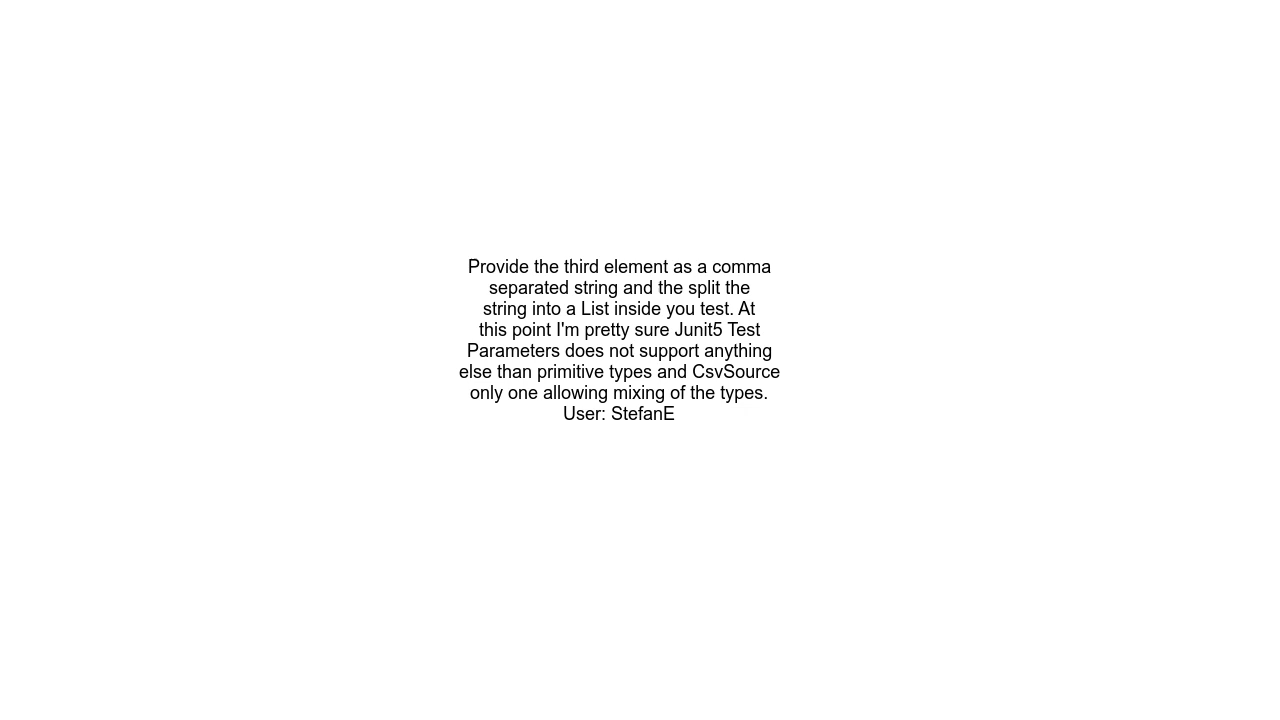 Provide the third element as a comma
separated string and the split the
string into a List inside you test. At
this point I'm pretty sure Junit5 Test
Parameters does not support anything
else than primitive types and CsvSource
only one allowing mixing of the types.
User: StefanE